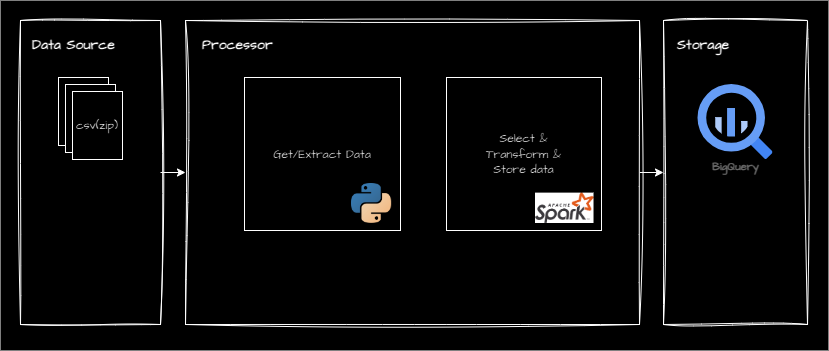 Data Source
Processor
Storage
csv(zip)
Get/Extract Data
Select &
Transform &
Store data
APACHE
Spark
BigQuery